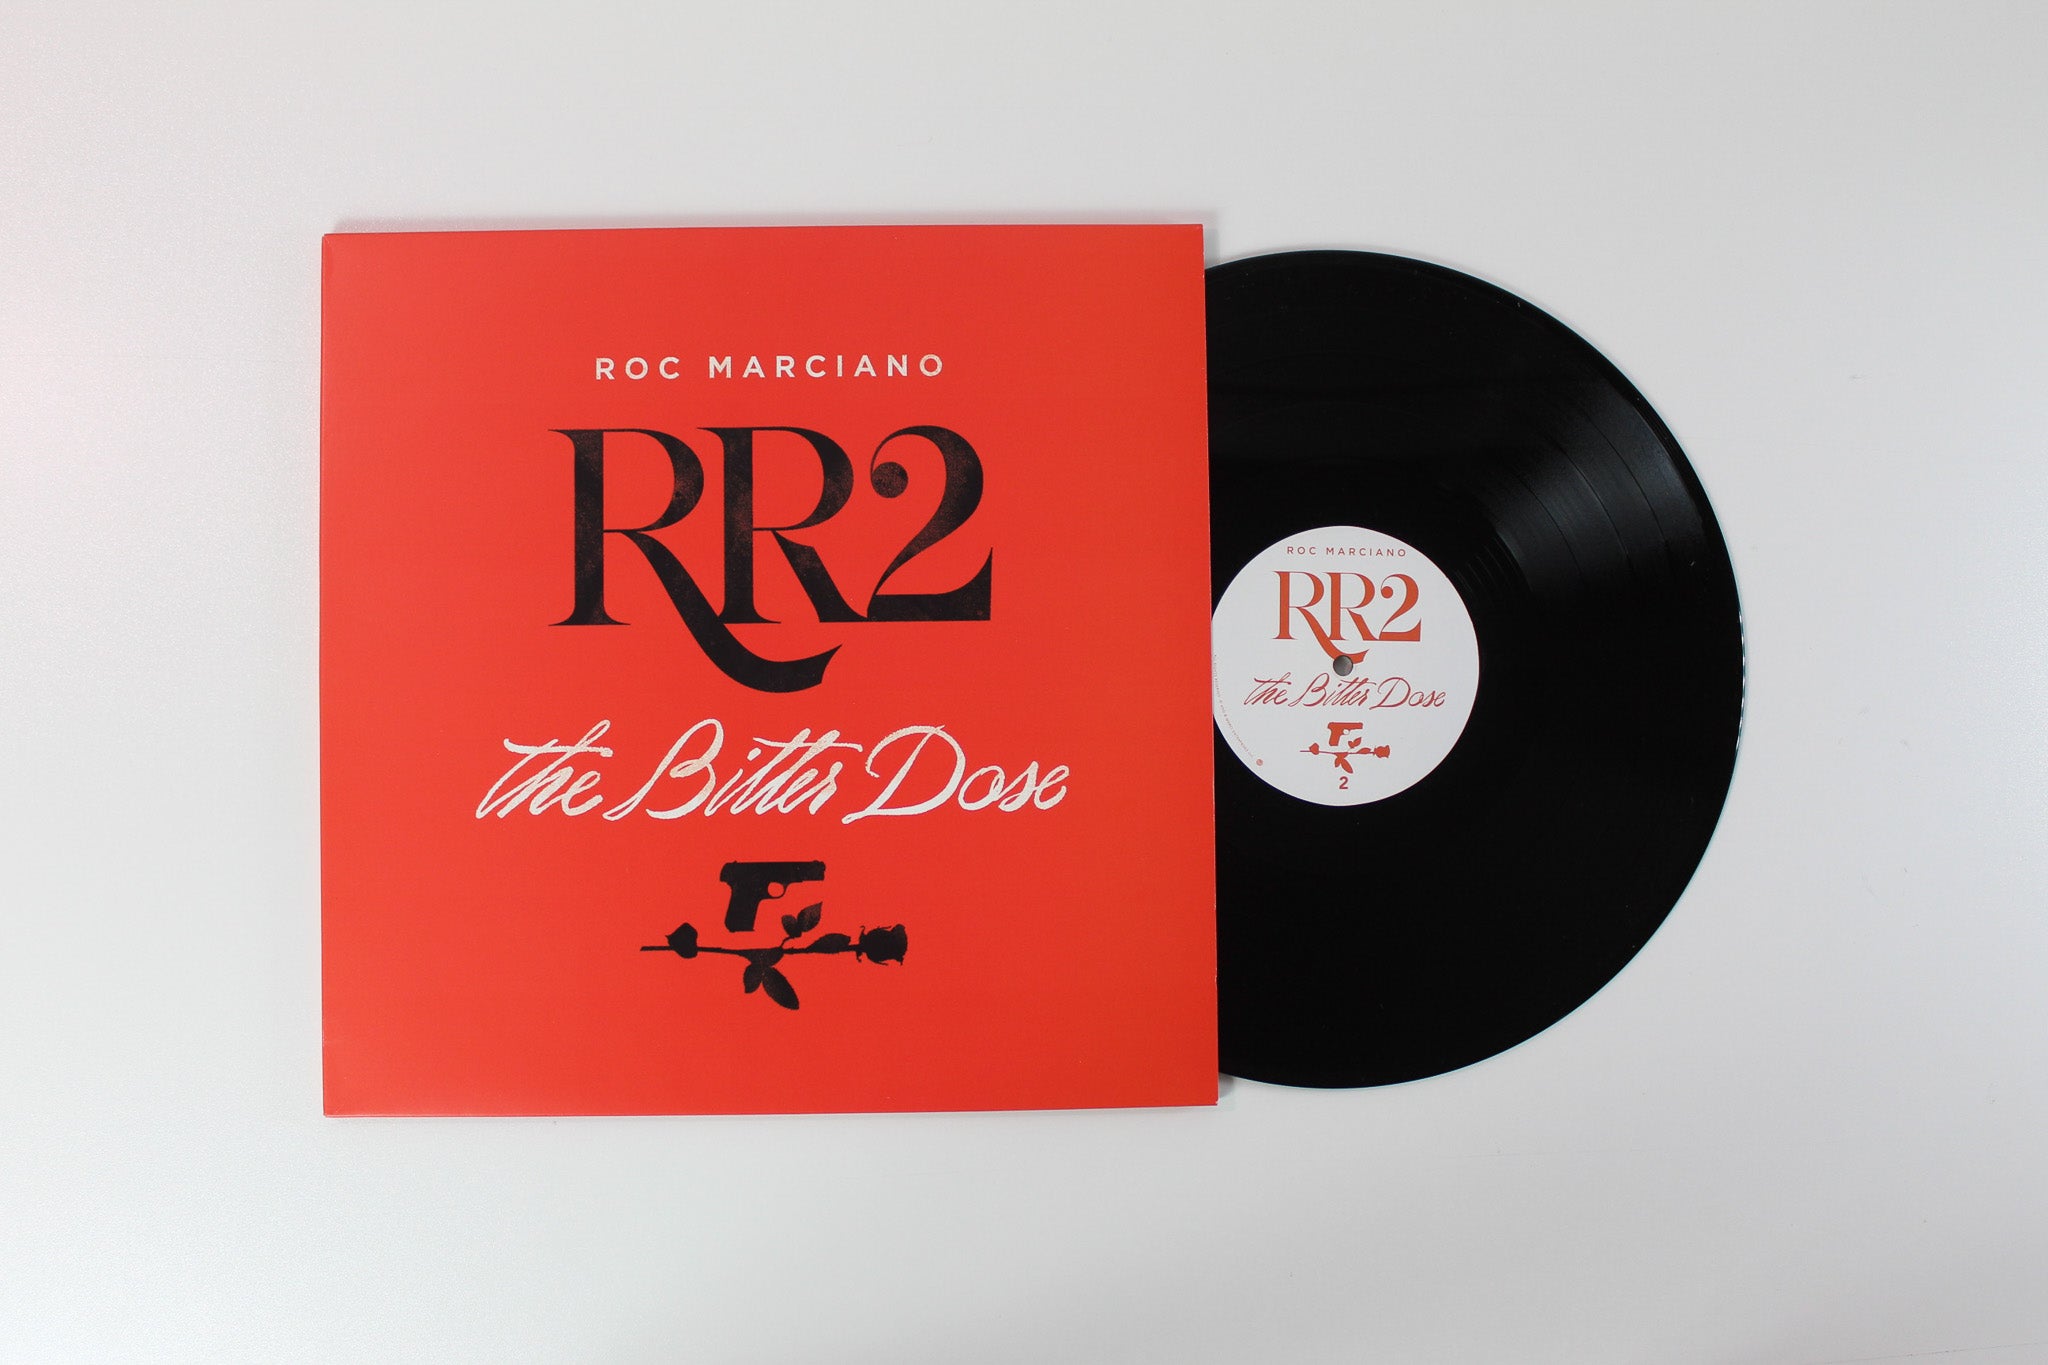 ROC MARCIANO
RR2
the Bitter Dose
ROC MARCIANO
RR2
the Bitter Dose
2